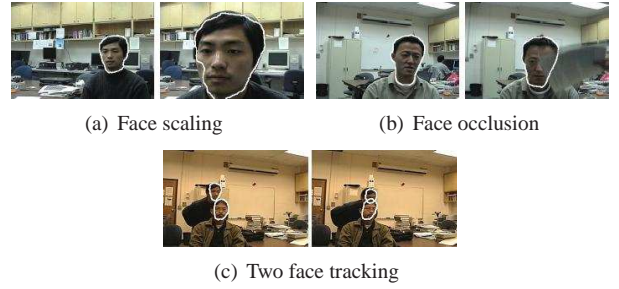 (a) Face scaling
(b) Face occlusion
(c) Two face tracking